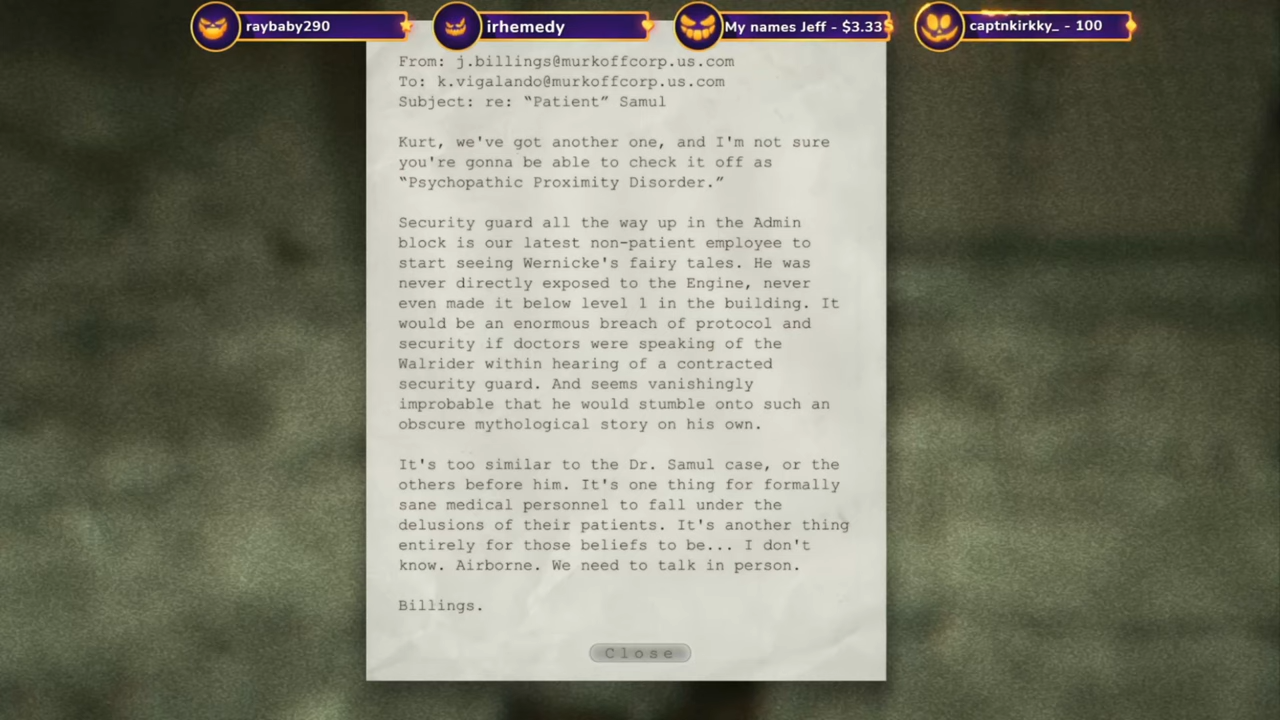 raybaby290
irhemedy
My names Jeff - $3.33
captnkirkky_ - 100
From: j.billings@murkoffcorp.us.com
To: k.vigalando@murkoffcorp.us.com
Subject: re: “Patient” Samul
Kurt, we've got another one, and I'm not sure
you're gonna be able to check it off as
“Psychopathic Proximity Disorder.”
Security guard all the way up in the Admin
block is our latest non-patient employee to
start seeing Wernicke's fairy tales. He was
never directly exposed to the Engine, never
even made it below level 1 in the building. It
would be an enormous breach of protocol and
security if doctors were speaking of the
Walrider within hearing of a contracted
security guard. And seems vanishingly
improbable that he would stumble onto such an
obscure mythological story on his own.
It's too similar to the Dr. Samul case, or the
others before him. It's one thing for formally
sane medical personnel to fall under the
delusions of their patients. It's another thing
entirely for those beliefs to be... I don't
know. Airborne. We need to talk in person.
Billings.
Close